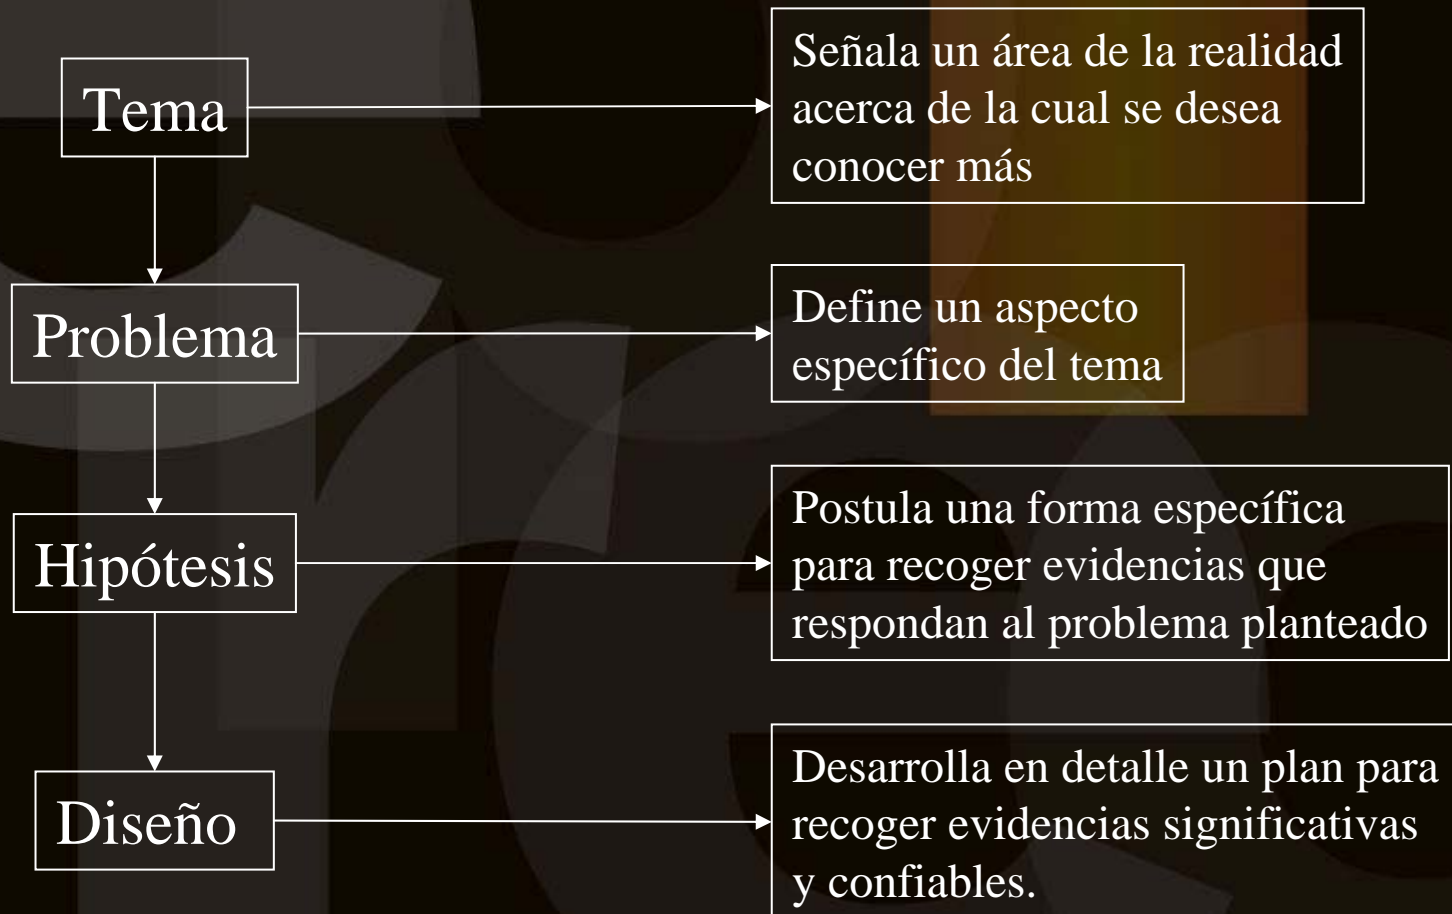 Tema
Señala un área de la realidad
acerca de la cual se desea
conocer más
Problema
Define un aspecto
específico del tema
Hipótesis
Postula una forma específica
para recoger evidencias que
respondan al problema planteado
Diseño
Desarrolla en detalle un plan para
recoger evidencias significativas
y confiables.